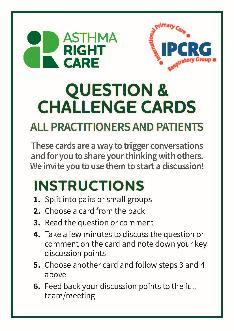 ASTHMA
RIGHT
CARE
International Primary Care
IPCRG
Respiratory Group
QUESTION &
CHALLENGE CARDS
ALL PRACTITIONERS AND PATIENTS
These cards are a way to trigger conversations
and for you to share your thinking with others.
We invite you to use them to start a discussion!
INSTRUCTIONS
1. Split into pairs or small groups
2. Choose a card from the pack
3. Read the question or comment
4. Take a few minutes to discuss the question or
comment on the card and note down your key
discussion points
5. Choose another card and follow steps 3 and 4
above
6. Feed back your discussion points to the full
team/meeting